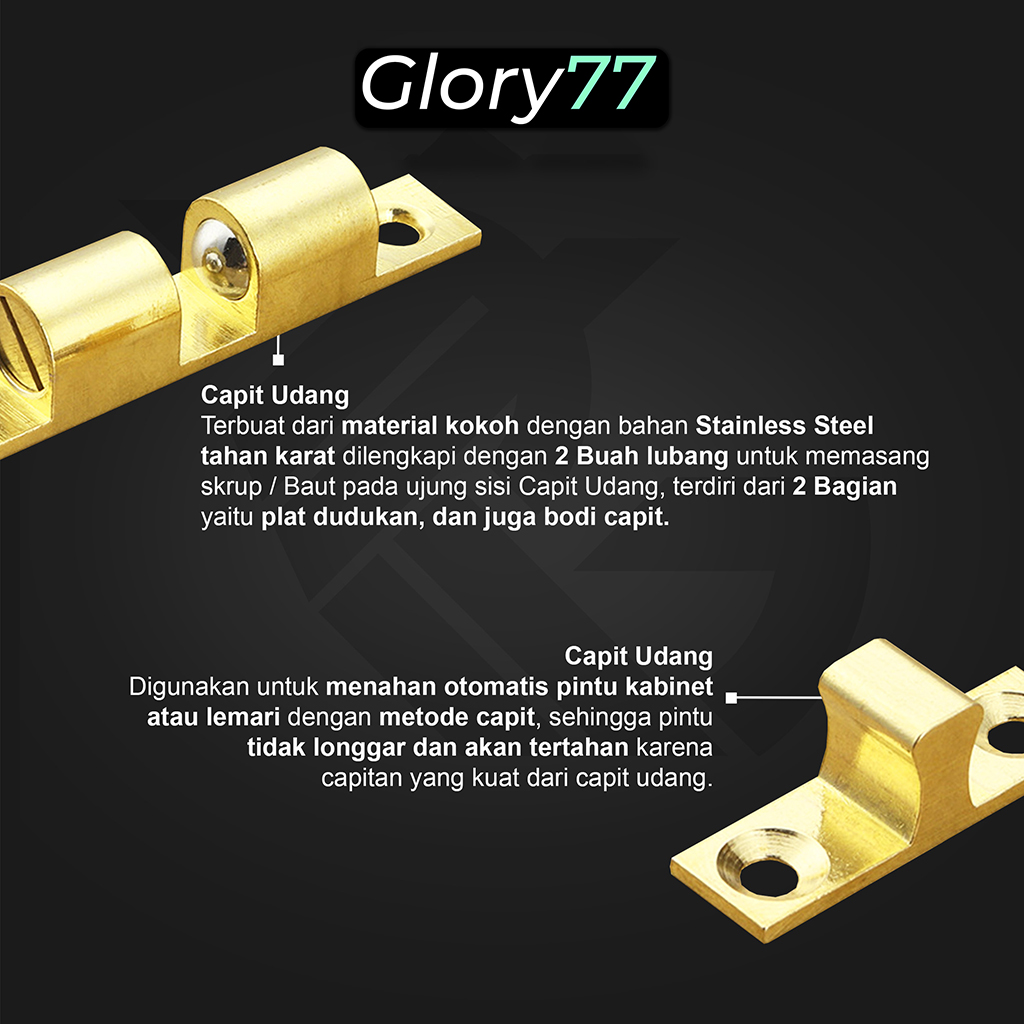 Glory77
Capit Udang
Terbuat dari material kokoh dengan bahan Stainless Steel
tahan karat dilengkapi dengan 2 Buah lubang untuk memasang
skrup / Baut pada ujung sisi Capit Udang, terdiri dari 2 Bagian
yaitu plat dudukan, dan juga bodi capit.
Capit Udang
Digunakan untuk menahan otomatis pintu kabinet
atau lemari dengan metode capit, sehingga pintu
tidak longgar dan akan tertahan karena
capitan yang kuat dari capit udang.